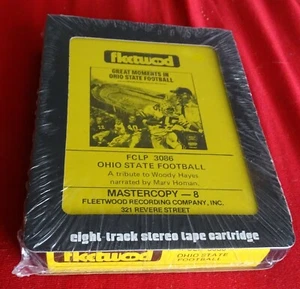 fleetwood
GREAT MOMENTS IN
OHIO STATE FOOTBALL
FCLP 3086
OHIO STATE FOOTBALL
A tribute to Woody Hayes
narrated by Marv Homan,
MASTERCOPY — 8
FLEETWOOD RECORDING COMPANY, INC.
321 REVERE STREET
eight-track stereo tape cartridge
fleetwood
OHIO STATE
FOOTBALL